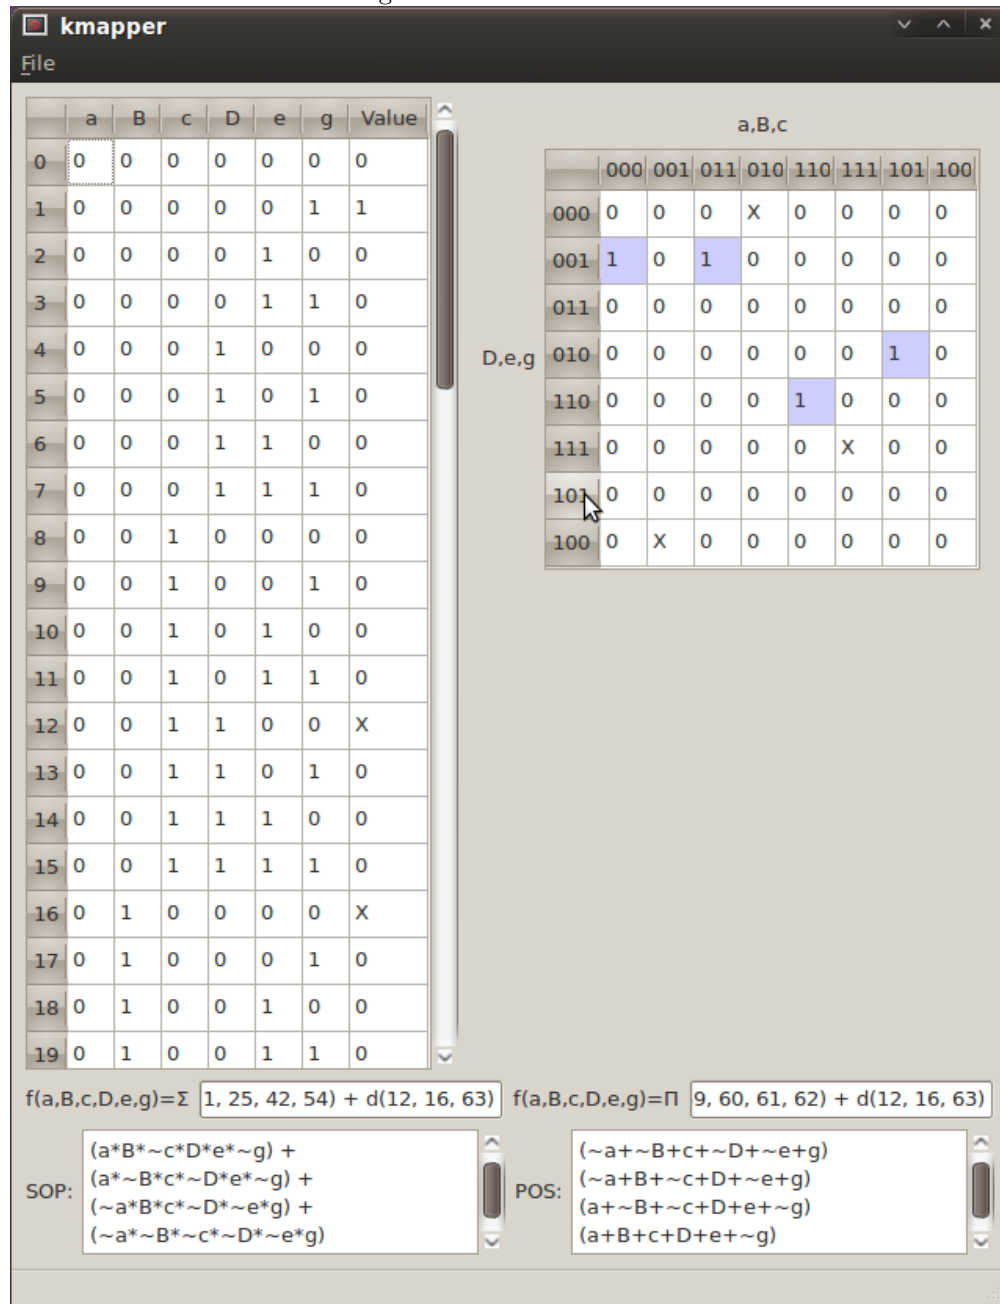 kmapper
File
a B c D e g Value
0 0 0 0 0 0 0 0
1 0 0 0 0 0 1 1
2 0 0 0 0 1 0 0
3 0 0 0 0 1 1 0
4 0 0 0 1 0 0 0
5 0 0 0 1 0 1 0
6 0 0 0 1 1 0 0
7 0 0 0 1 1 1 0
8 0 0 1 0 0 0 0
9 0 0 1 0 0 1 0
10 0 0 1 0 1 0 0
11 0 0 1 0 1 1 0
12 0 0 1 1 0 0 X
13 0 0 1 1 0 1 0
14 0 0 1 1 1 0 0
15 0 0 1 1 1 1 0
16 0 1 0 0 0 0 X
17 0 1 0 0 0 1 0
18 0 1 0 0 1 0 0
19 0 1 0 0 1 1 0
a,B,c
000 001 011 010 110 111 101 100
000 0 0 0 X 0 0 0 0
001 1 0 1 0 0 0 0 0
011 0 0 0 0 0 0 0 0
D,e,g
010 0 0 0 0 0 0 1 0
110 0 0 0 0 1 0 0 0
111 0 0 0 0 0 X 0 0
101 0 0 0 0 0 0 0 0
100 0 X 0 0 0 0 0 0
f(a,B,c,D,e,g)=Σ 1, 25, 42, 54) + d(12, 16, 63)
f(a,B,c,D,e,g)=Π 9, 60, 61, 62) + d(12, 16, 63)
SOP:
(a*B*~c*D*e*~g) +
(a*~B*c*~D*e*~g) +
(~a*B*c*~D*~e*g) +
(~a*~B*~c*~D*~e*g)
POS:
(~a+~B+c+~D+~e+g)
(~a+B+~c+D+~e+g)
(a+~B+~c+D+e+~g)
(a+B+c+D+e+~g)